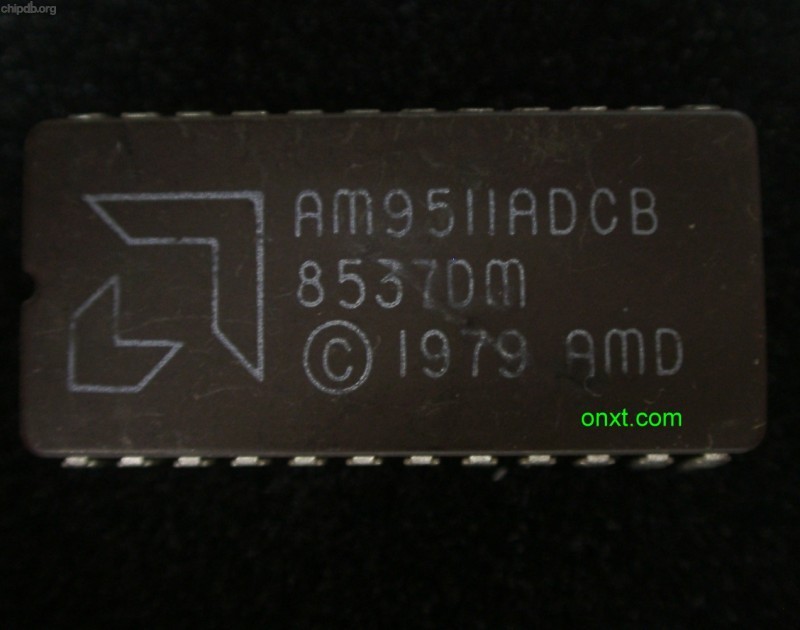 chipdb.org
AM9511ADCB
8537DM
© 1979 AMD
onxt.com